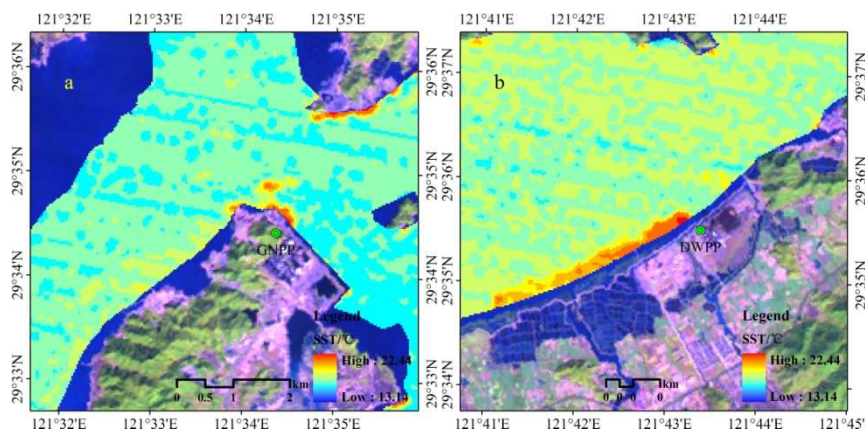 121°32'E 121°33'E 121°34'E 121°35'E
29°36'N
29°35'N
29°34'N
29°33'N
a
GNPP
Legend
SST/℃
High : 22.44
Low : 13.14
0 0.5 1 2
km
29°36'N
29°35'N
29°34'N
29°33'N
121°32'E 121°33'E 121°34'E 121°35'E
121°41'E 121°42'E 121°43'E 121°44'E
29°37'N
29°36'N
29°35'N
29°34'N
b
DWPP
Legend
SST/℃
High : 22.44
Low : 13.14
0 0 0 0
km
29°37'N
29°36'N
29°35'N
121°41'E 121°42'E 121°43'E 121°44'E 121°45'E